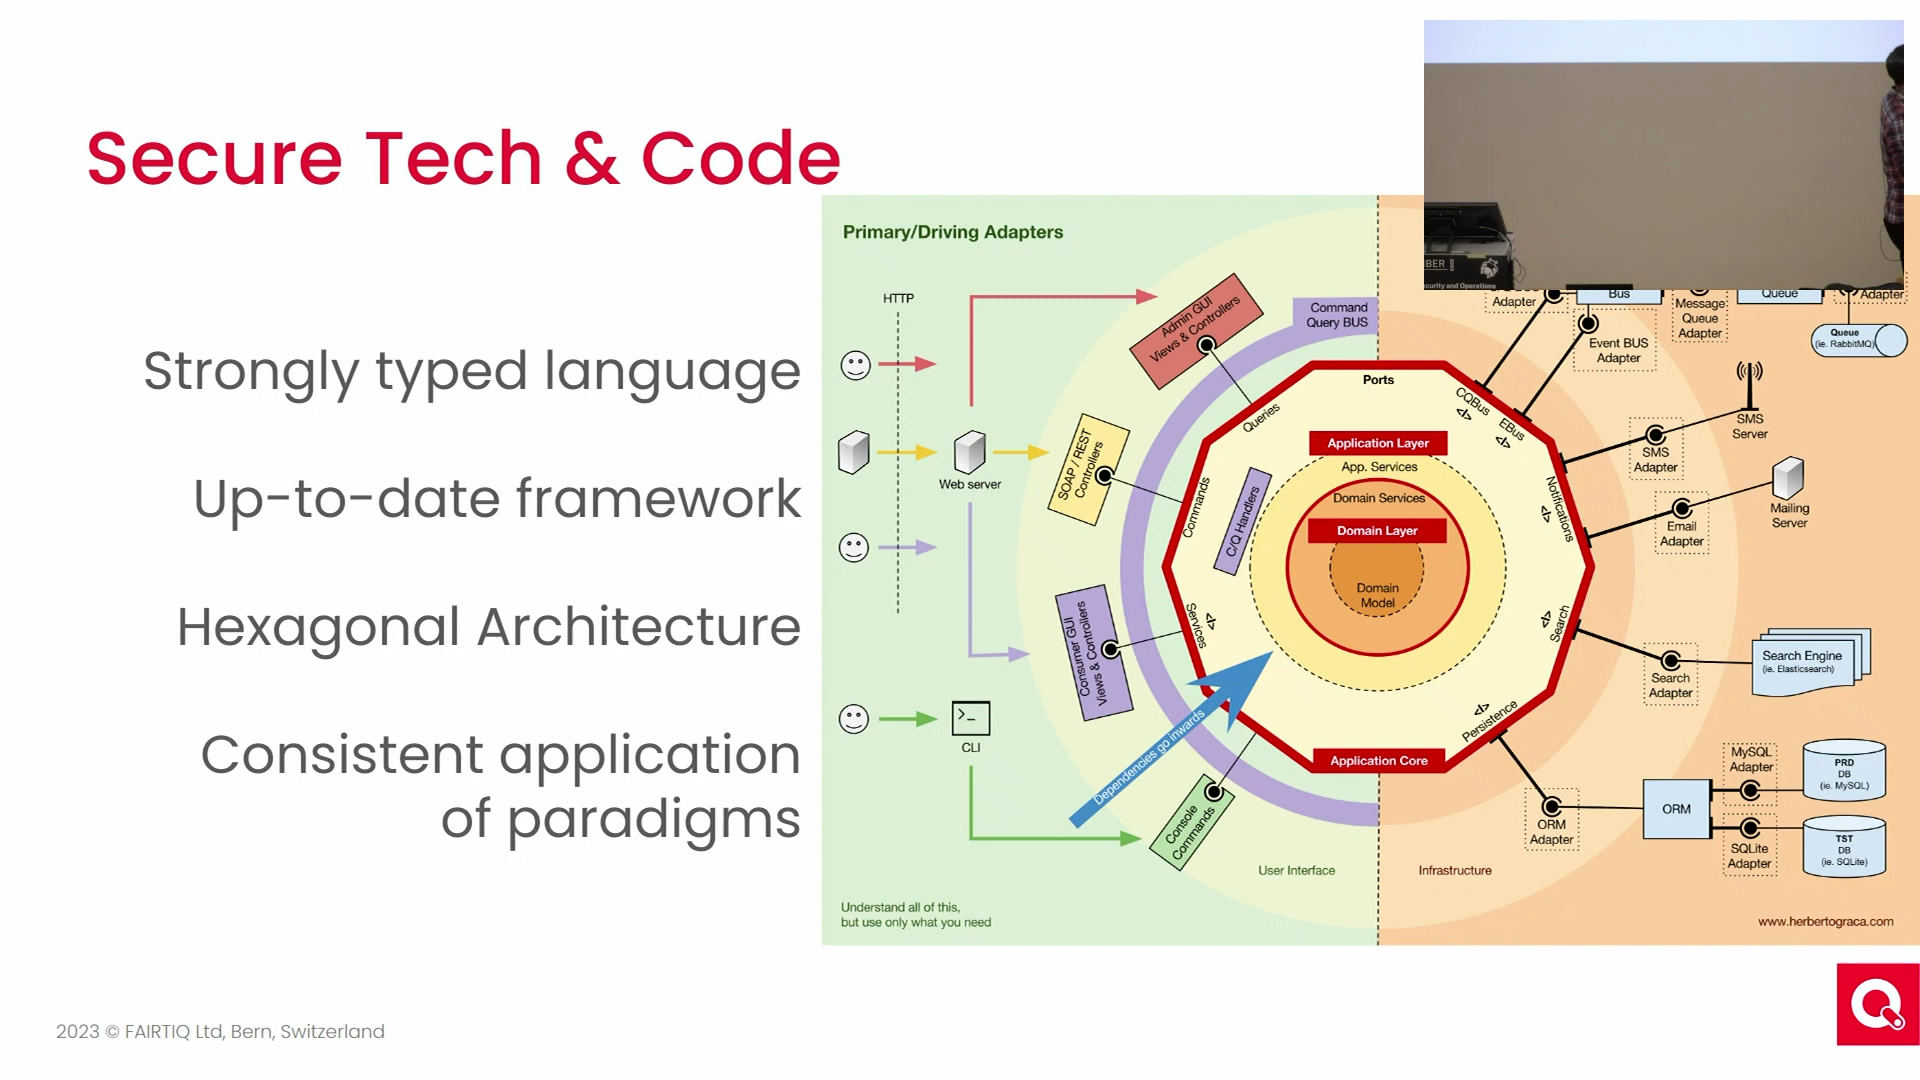 Secure Tech & Code
Strongly typed language
Up-to-date framework
Hexagonal Architecture
Consistent application
of paradigms
Primary/Driving Adapters
HTTP
Web server
CLI
Admin GUI
Views & Controllers
SOAP / REST
Controllers
Consumer GUI
Views & Controllers
Console
Commands
Command
Query BUS
Dependencies go inwards
Ports
Queries
Commands
Services
</>
C/Q Handlers
Application Layer
App. Services
Domain Services
Domain Layer
Domain
Model
Application Core
CQBus
</>
EBus
</>
Notifications
</>
Search
</>
Persistence
</>
Adapter
Bus
Event BUS
Adapter
Message
Queue
Adapter
Queue
Adapter
Queue
(ie. RabbitMQ)
SMS
Server
SMS
Adapter
Mailing
Server
Email
Adapter
Search Engine
(ie. Elasticsearch)
Search
Adapter
MySQL
Adapter
PRD
DB
(ie. MySQL)
ORM
ORM
Adapter
SQLite
Adapter
TST
DB
(ie. SQLite)
User Interface
Infrastructure
Understand all of this,
but use only what you need
www.herbertograca.com
curity and Operations
2023 © FAIRTIQ Ltd, Bern, Switzerland